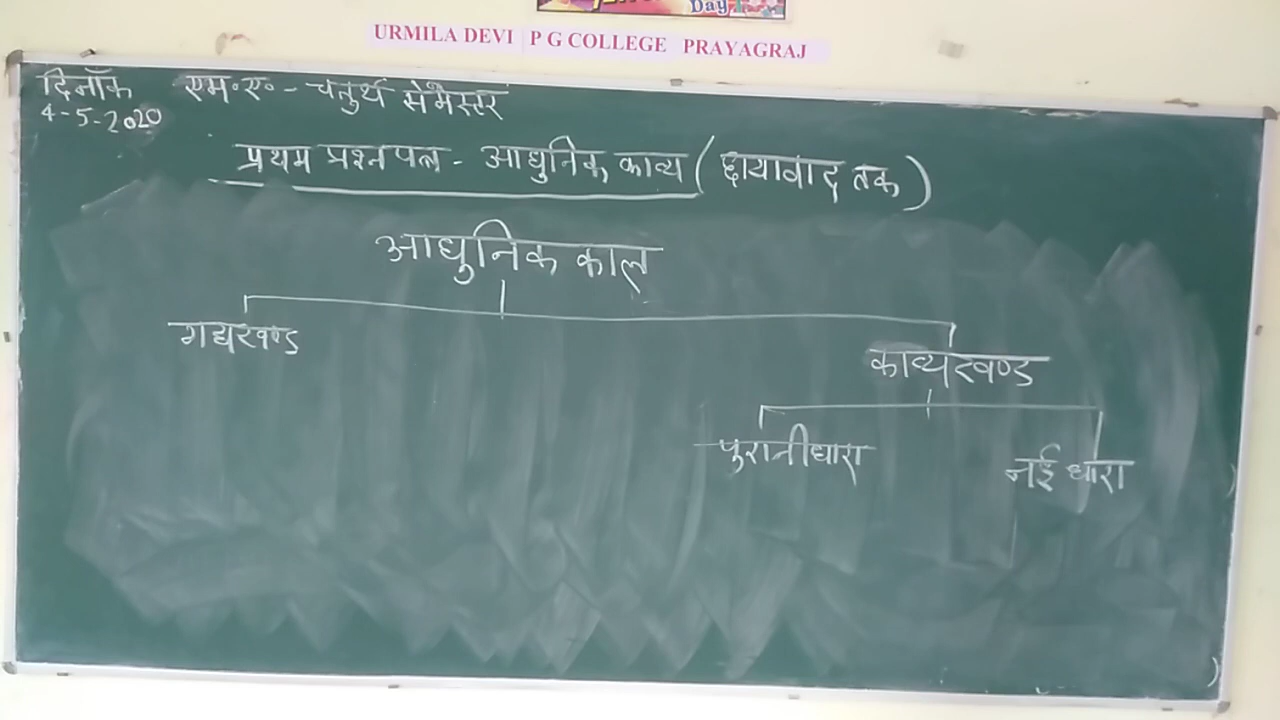 Day
URMILA DEVI P G COLLEGE PRAYAGRAJ
दिनाँक एम॰ए॰ - चतुर्थ सेमेस्टर
4-5-2020
प्रथम प्रश्नपत्र - आधुनिक काव्य ( छायावाद तक )
आधुनिक काल
गद्यखण्ड
काव्यखण्ड
पुरानीधारा
नई धारा